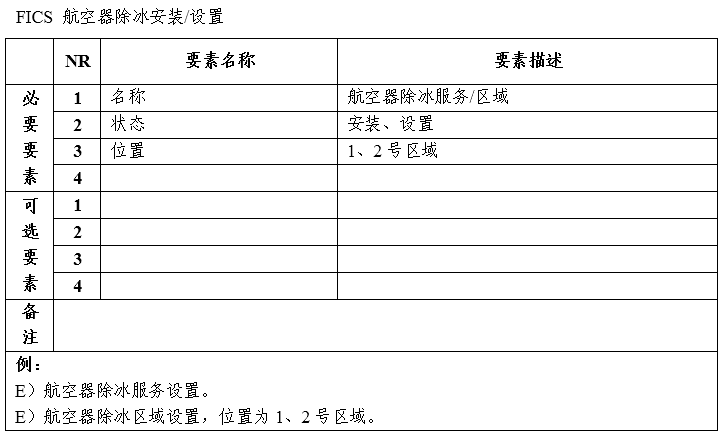 FICS 航空器除冰安装/设置
NR 要素名称 要素描述
必要要素
1 名称 航空器除冰服务/区域
2 状态 安装、设置
3 位置 1、2号区域
4
可选要素
1
2
3
4
备注
例：
E）航空器除冰服务设置。
E）航空器除冰区域设置，位置为1、2号区域。